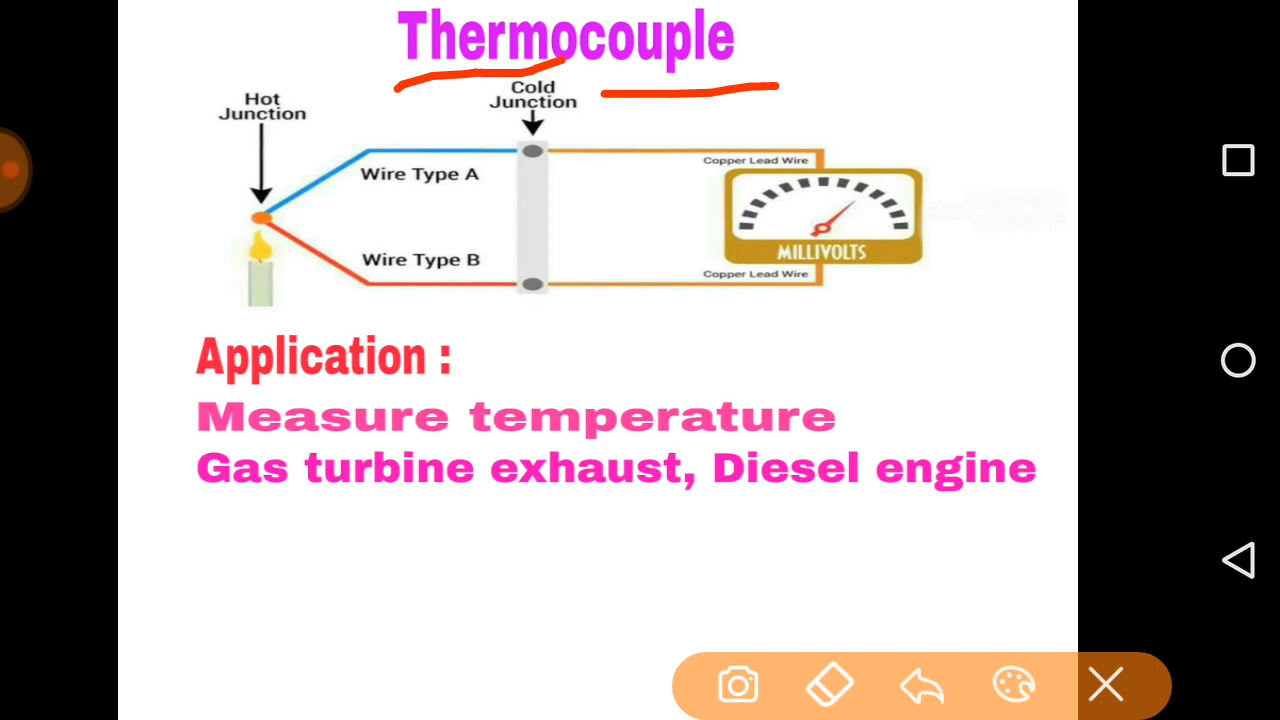 Thermocouple
Cold
Junction
Hot
Junction
Copper Lead Wire
Wire Type A
MILLIVOLTS
Wire Type B
Copper Lead Wire
Application :
Measure temperature
Gas turbine exhaust, Diesel engine